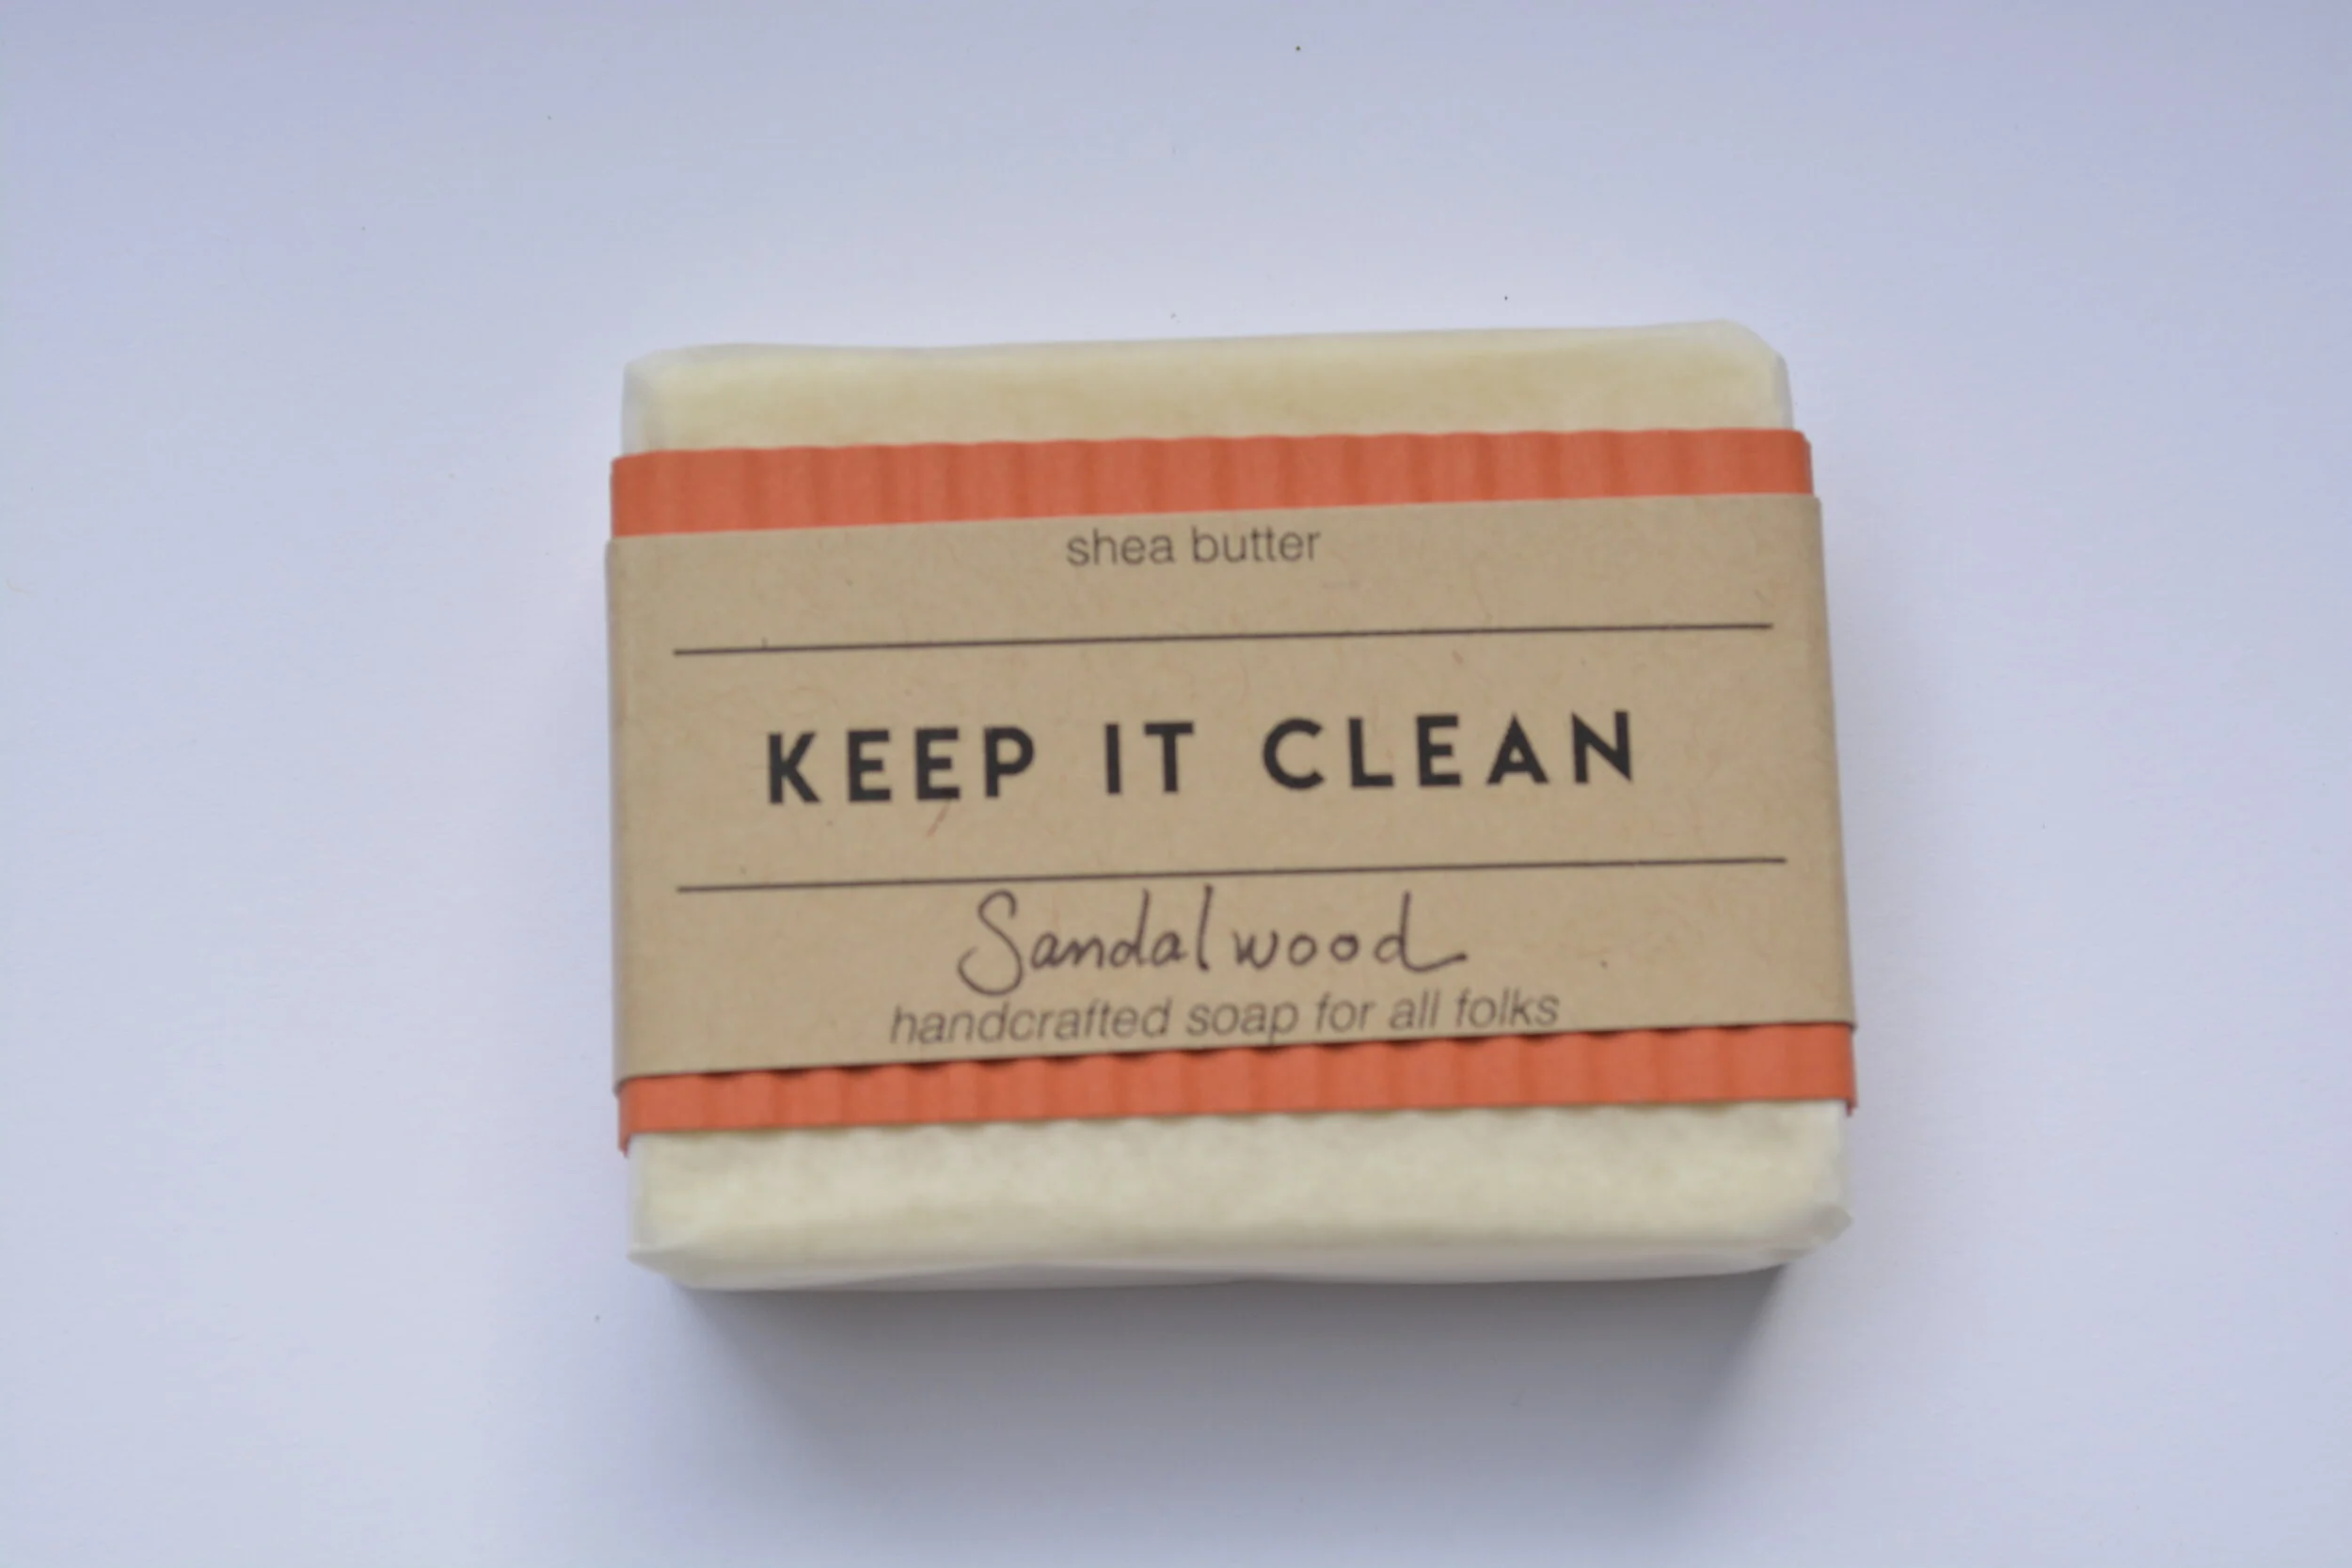 shea butter
KEEP IT CLEAN
Sandalwood
handcrafted soap for all folks